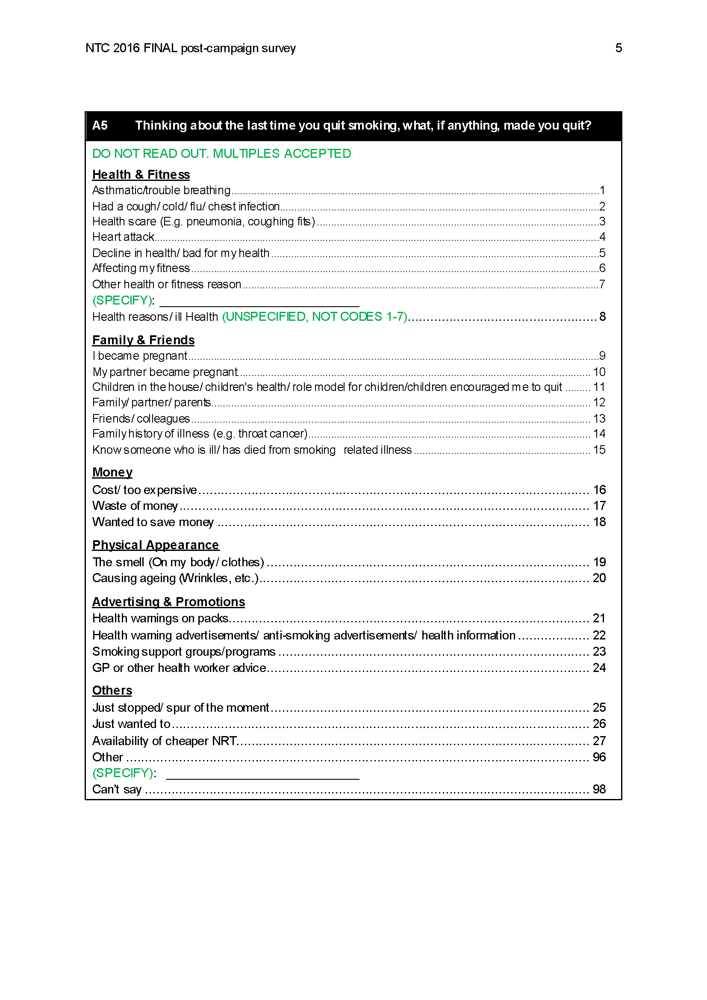 NTC 2016 FINAL post-campaign survey 5
A5 Thinking about the last time you quit smoking, what, if anything, made you quit?
DO NOT READ OUT. MULTIPLES ACCEPTED
Health & Fitness
Asthmatic/trouble breathing 1
Had a cough/ cold/ flu/ chest infection 2
Health scare (E.g. pneumonia, coughing fits) 3
Heart attack 4
Decline in health/ bad for my health 5
Affecting my fitness 6
Other health or fitness reason 7
(SPECIFY):
Health reasons/ ill Health (UNSPECIFIED, NOT CODES 1-7) 8
Family & Friends
I became pregnant 9
My partner became pregnant 10
Children in the house/ children's health/ role model for children/children encouraged me to quit 11
Family/ partner/ parents 12
Friends/ colleagues 13
Family history of illness (e.g. throat cancer) 14
Know someone who is ill/ has died from smoking related illness 15
Money
Cost/ too expensive 16
Waste of money 17
Wanted to save money 18
Physical Appearance
The smell (On my body/ clothes) 19
Causing ageing (Wrinkles, etc.) 20
Advertising & Promotions
Health warnings on packs 21
Health warning advertisements/ anti-smoking advertisements/ health information 22
Smoking support groups/programs 23
GP or other health worker advice 24
Others
Just stopped/ spur of the moment 25
Just wanted to 26
Availability of cheaper NRT 27
Other 96
(SPECIFY):
Can't say 98